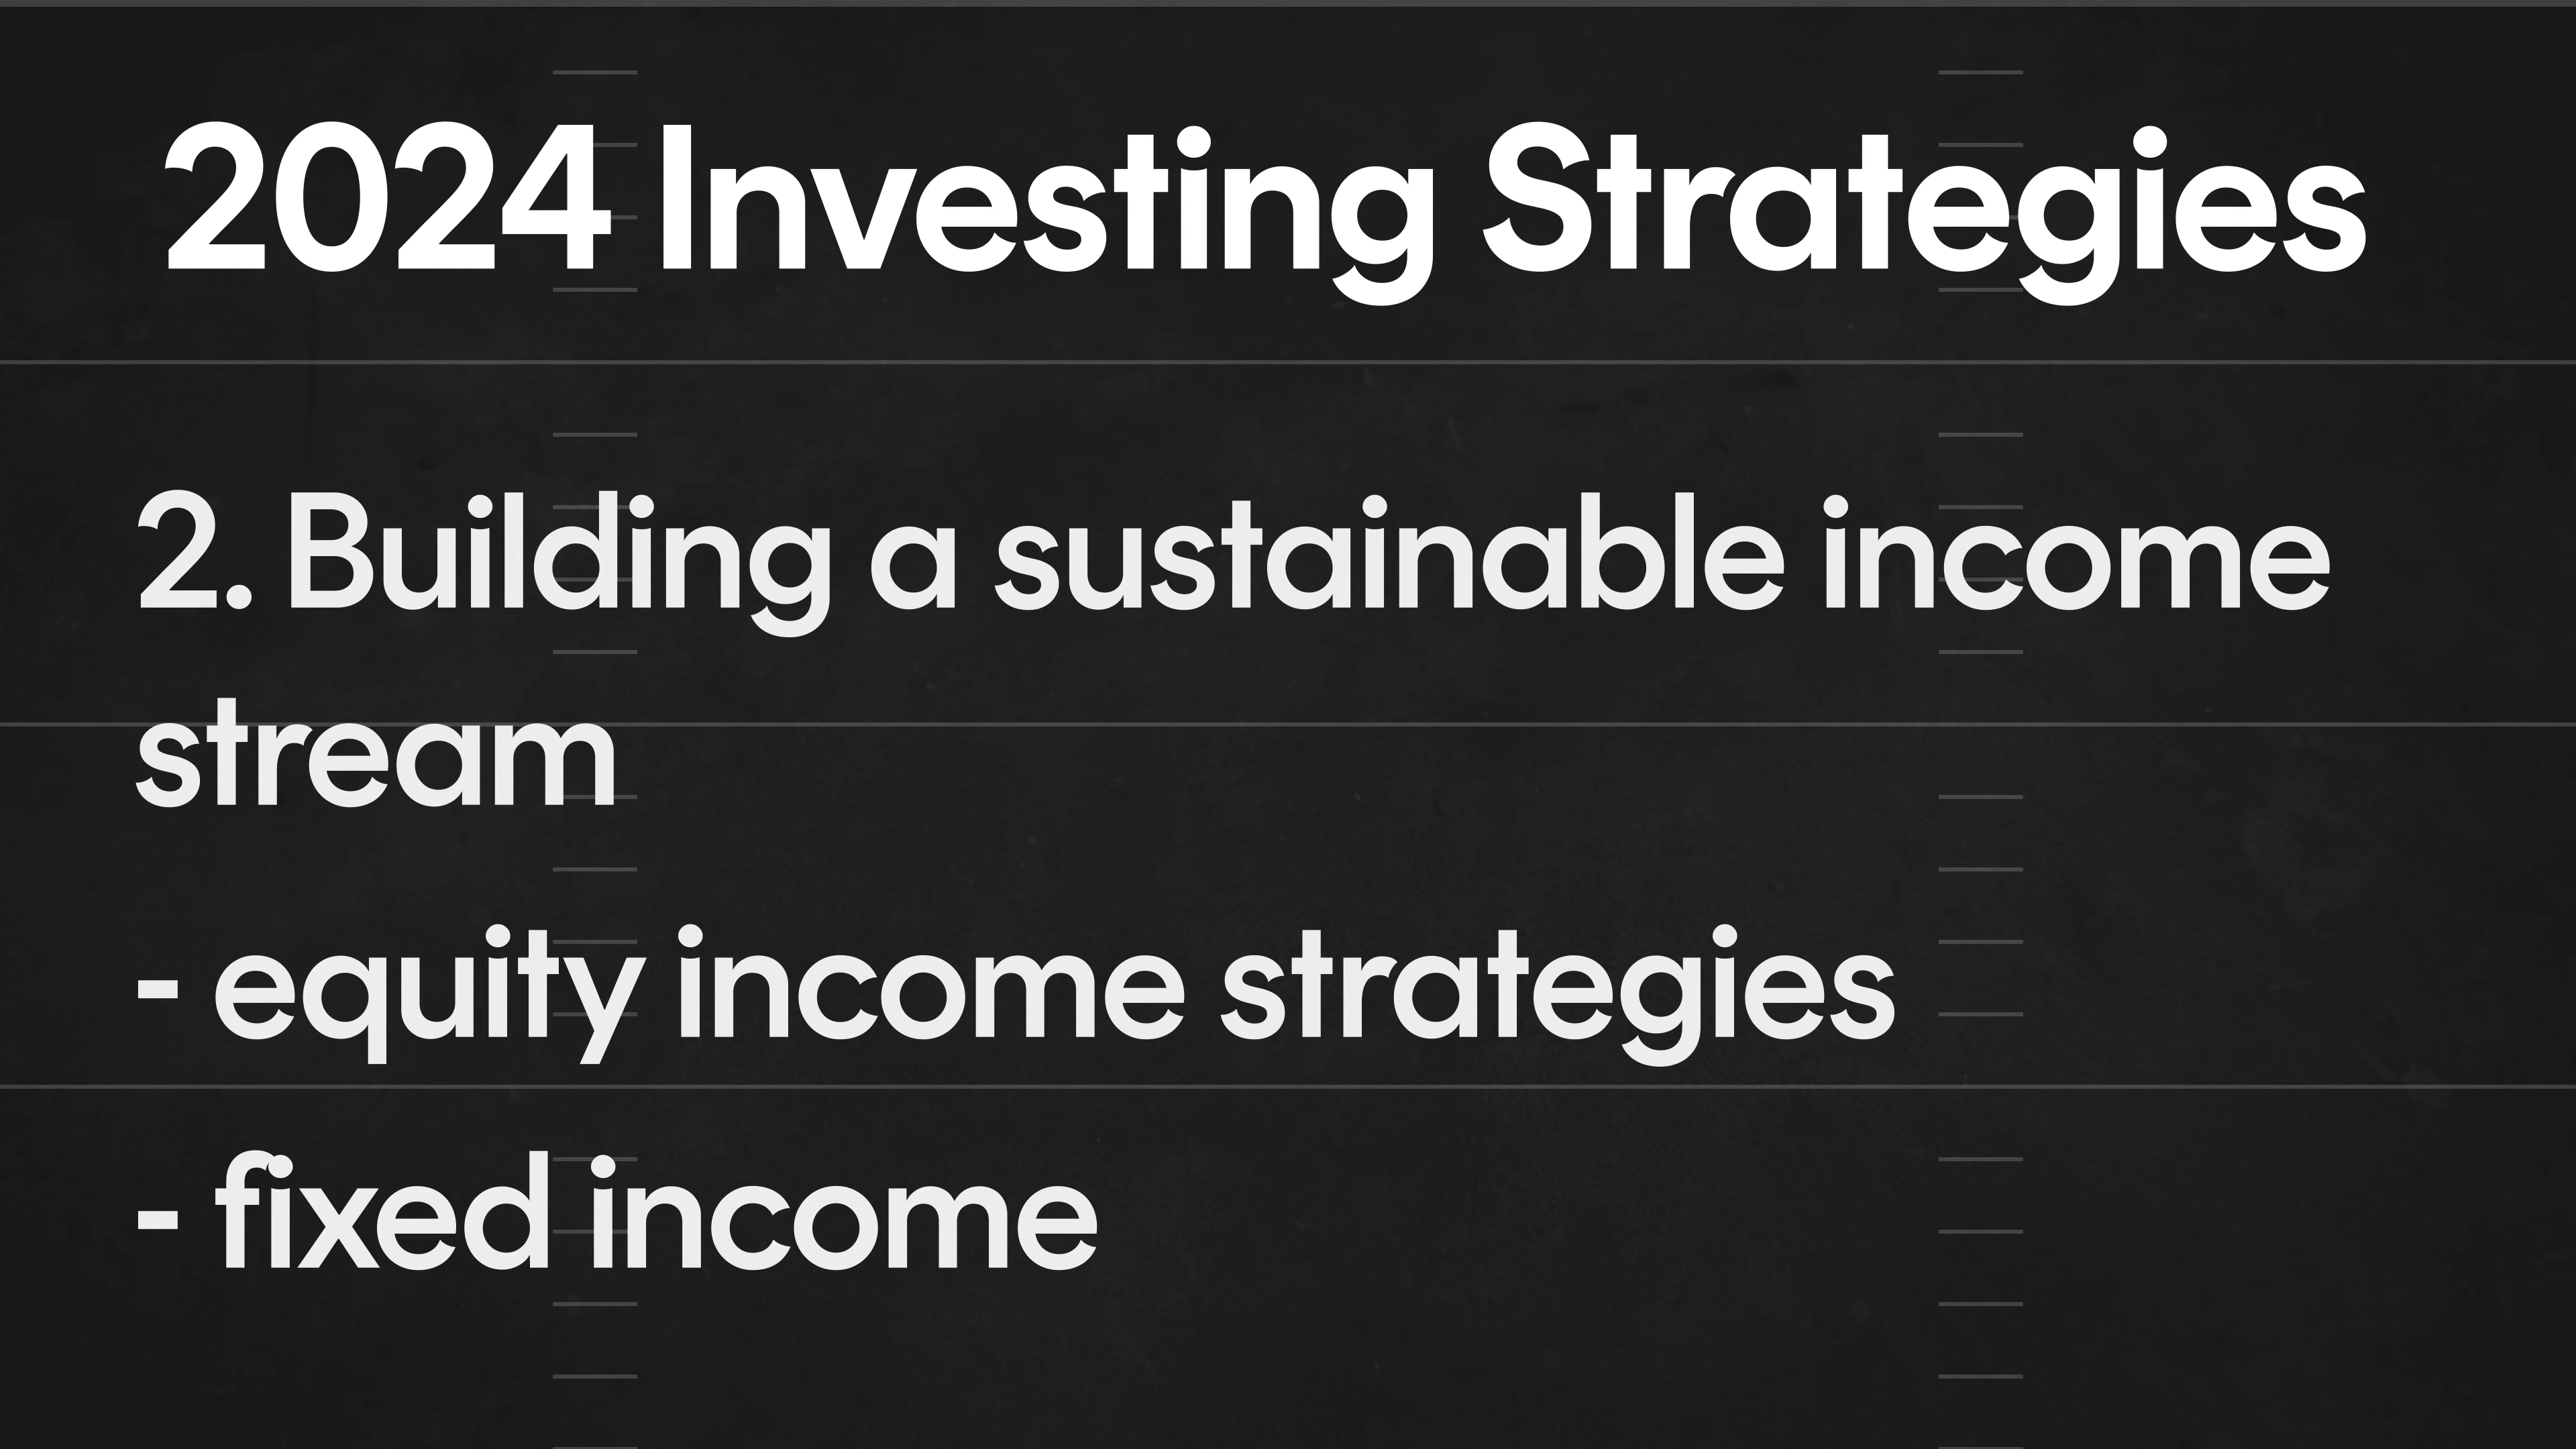 2024 Investing Strategies
2. Building a sustainable income
stream
- equity income strategies
- fixed income